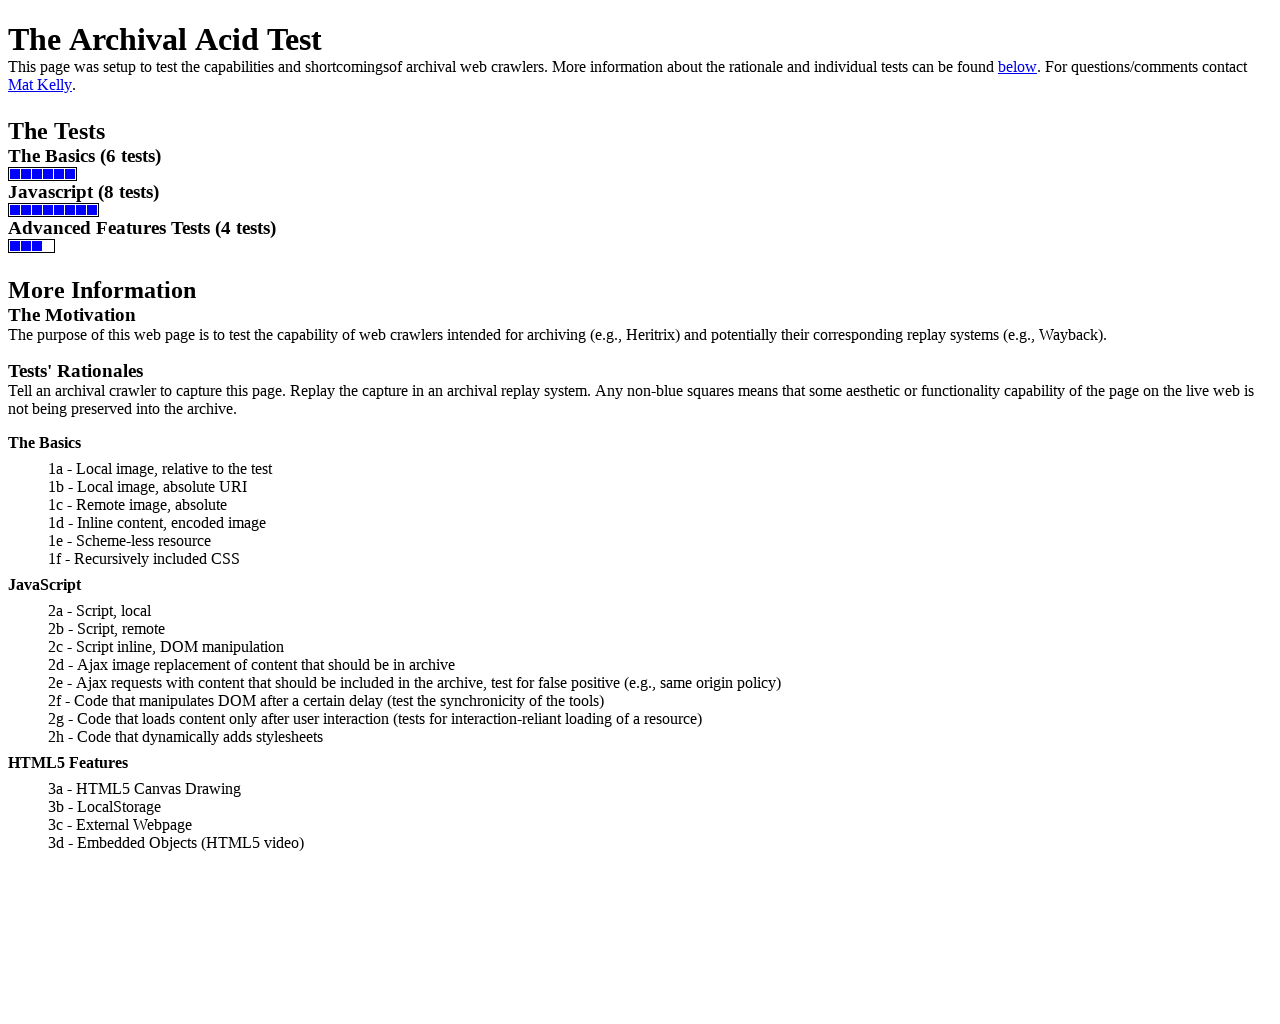 The Archival Acid Test
This page was setup to test the capabilities and shortcomingsof archival web crawlers. More information about the rationale and individual tests can be found below. For questions/comments contact
Mat Kelly.
The Tests
The Basics (6 tests)
Javascript (8 tests)
Advanced Features Tests (4 tests)
More Information
The Motivation
The purpose of this web page is to test the capability of web crawlers intended for archiving (e.g., Heritrix) and potentially their corresponding replay systems (e.g., Wayback).
Tests' Rationales
Tell an archival crawler to capture this page. Replay the capture in an archival replay system. Any non-blue squares means that some aesthetic or functionality capability of the page on the live web is
not being preserved into the archive.
The Basics
1a - Local image, relative to the test
1b - Local image, absolute URI
1c - Remote image, absolute
1d - Inline content, encoded image
1e - Scheme-less resource
1f - Recursively included CSS
JavaScript
2a - Script, local
2b - Script, remote
2c - Script inline, DOM manipulation
2d - Ajax image replacement of content that should be in archive
2e - Ajax requests with content that should be included in the archive, test for false positive (e.g., same origin policy)
2f - Code that manipulates DOM after a certain delay (test the synchronicity of the tools)
2g - Code that loads content only after user interaction (tests for interaction-reliant loading of a resource)
2h - Code that dynamically adds stylesheets
HTML5 Features
3a - HTML5 Canvas Drawing
3b - LocalStorage
3c - External Webpage
3d - Embedded Objects (HTML5 video)